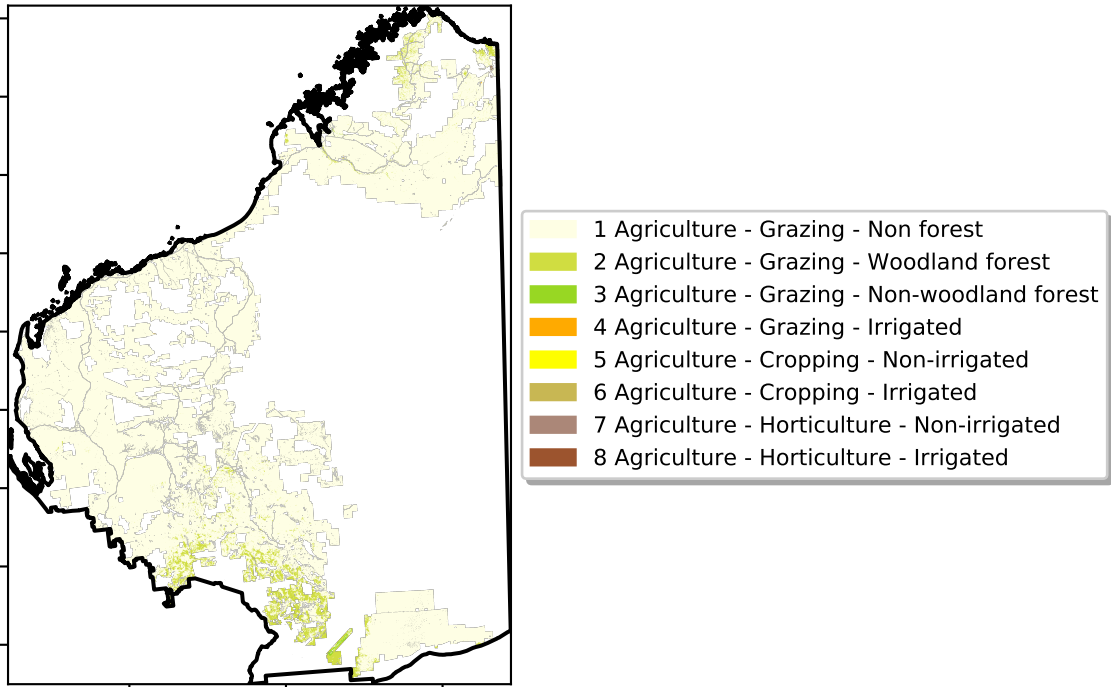 1 Agriculture - Grazing - Non forest
2 Agriculture - Grazing - Woodland forest
3 Agriculture - Grazing - Non-woodland forest
4 Agriculture - Grazing - Irrigated
5 Agriculture - Cropping - Non-irrigated
6 Agriculture - Cropping - Irrigated
7 Agriculture - Horticulture - Non-irrigated
8 Agriculture - Horticulture - Irrigated